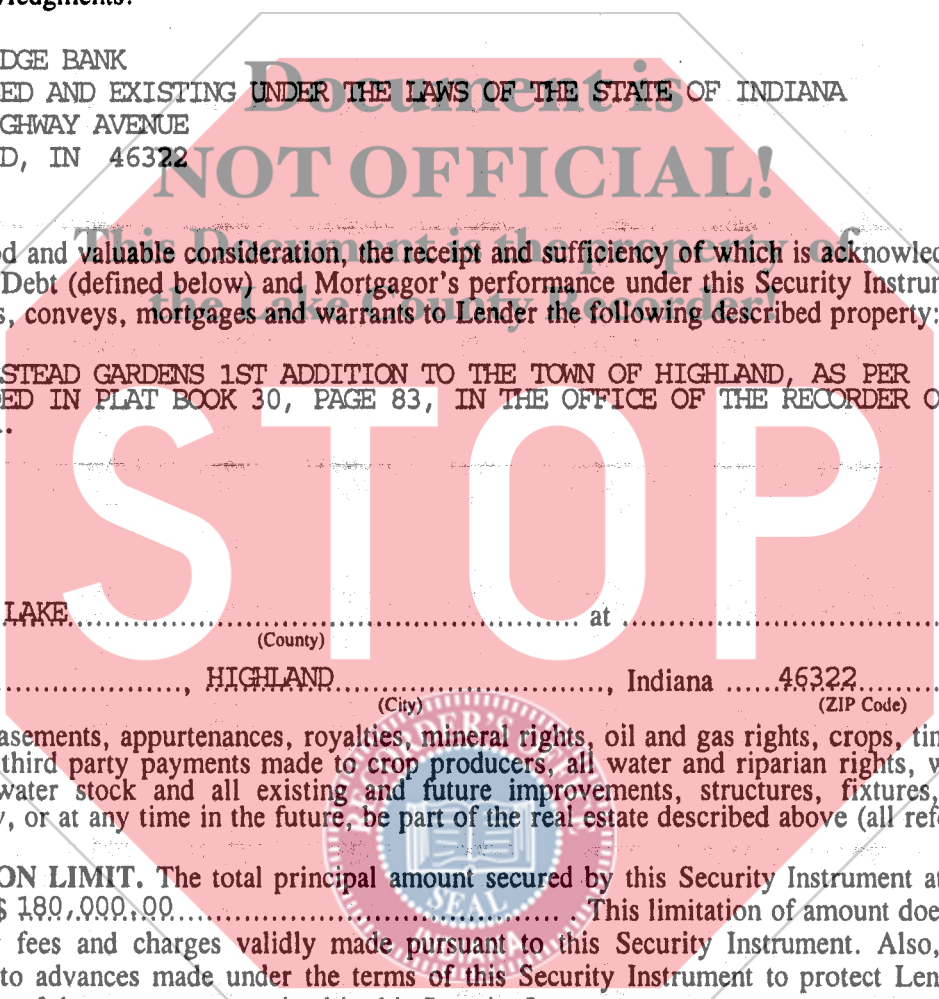 DGE BANK
ED AND EXISTING UNDER THE LAWS OF THE STATE OF INDIANA
GHWAY AVENUE
D, IN 46322
Document is
NOT OFFICIAL!
This Document is the property of
the Lake County Recorder!
d and valuable consideration, the receipt and sufficiency of which is acknowled
Debt (defined below) and Mortgagor's performance under this Security Instrum
s, conveys, mortgages and warrants to Lender the following described property:
STEAD GARDENS 1ST ADDITION TO THE TOWN OF HIGHLAND, AS PER
DED IN PLAT BOOK 30, PAGE 83, IN THE OFFICE OF THE RECORDER O
STOP
LAKE at
(County)
, HIGHLAND, Indiana 46322
(City) (ZIP Code)
asements, appurtenances, royalties, mineral rights, oil and gas rights, crops, tim
third party payments made to crop producers, all water and riparian rights, w
water stock and all existing and future improvements, structures, fixtures,
, or at any time in the future, be part of the real estate described above (all ref
RECORDER'S
SEAL
INDIANA
ON LIMIT. The total principal amount secured by this Security Instrument at
$ 180,000.00 . This limitation of amount doe
fees and charges validly made pursuant to this Security Instrument. Also,
to advances made under the terms of this Security Instrument to protect Len